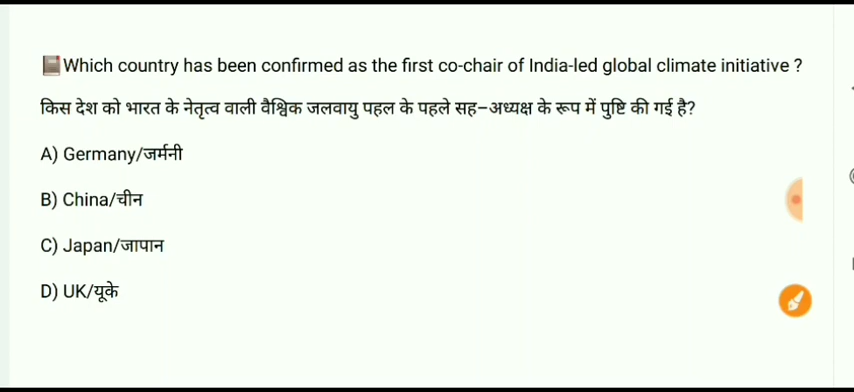 Which country has been confirmed as the first co-chair of India-led global climate initiative ?
किस देश को भारत के नेतृत्व वाली वैश्विक जलवायु पहल के पहले सह-अध्यक्ष के रूप में पुष्टि की गई है?
A) Germany/जर्मनी
B) China/चीन
C) Japan/जापान
D) UK/यूके